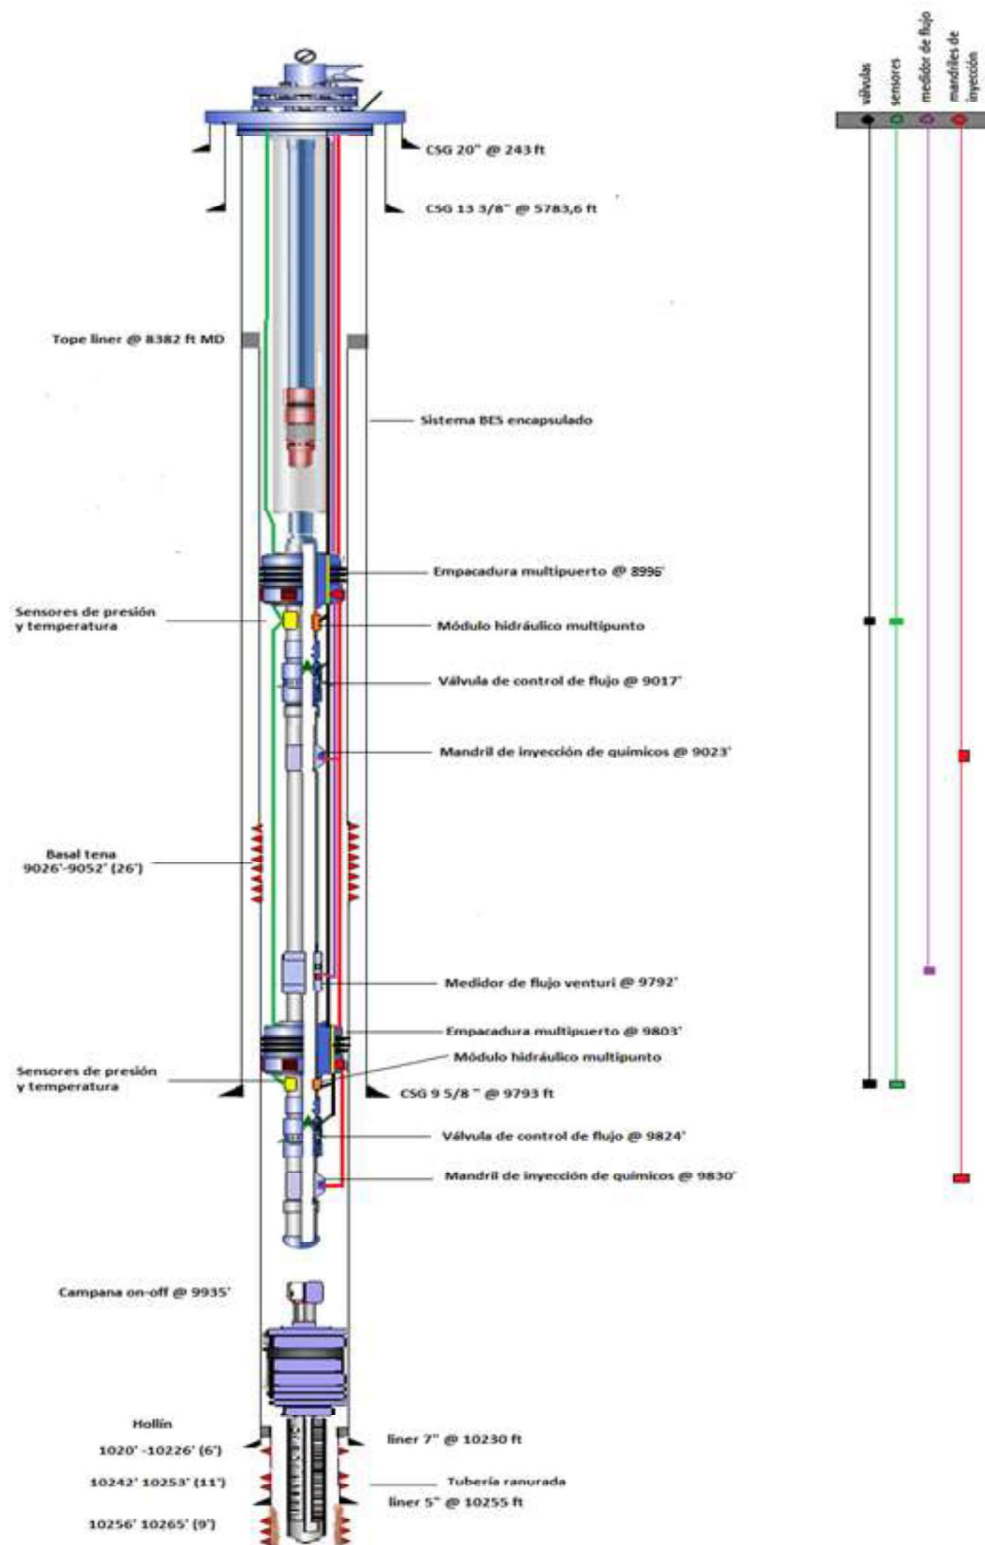 válvulas
sensores
medidor de flujo
mandriles de
inyección
CSG 20" @ 243 ft
CSG 13 3/8" @ 5783,6 ft
Tope liner @ 8382 ft MD
Sistema BES encapsulado
Empacadura multipuerto @ 8996'
Sensores de presión
y temperatura
Módulo hidráulico multipunto
Válvula de control de flujo @ 9017'
Mandril de inyección de químicos @ 9023'
Basal tena
9026'-9052' (26')
Medidor de flujo venturi @ 9792'
Empacadura multipuerto @ 9803'
Módulo hidráulico multipunto
Sensores de presión
y temperatura
CSG 9 5/8 " @ 9793 ft
Válvula de control de flujo @ 9824'
Mandril de inyección de químicos @ 9830'
Campana on-off @ 9935'
Hollín
liner 7" @ 10230 ft
1020' -10226' (6')
10242' 10253' (11')
Tubería ranurada
liner 5" @ 10255 ft
10256' 10265' (9')